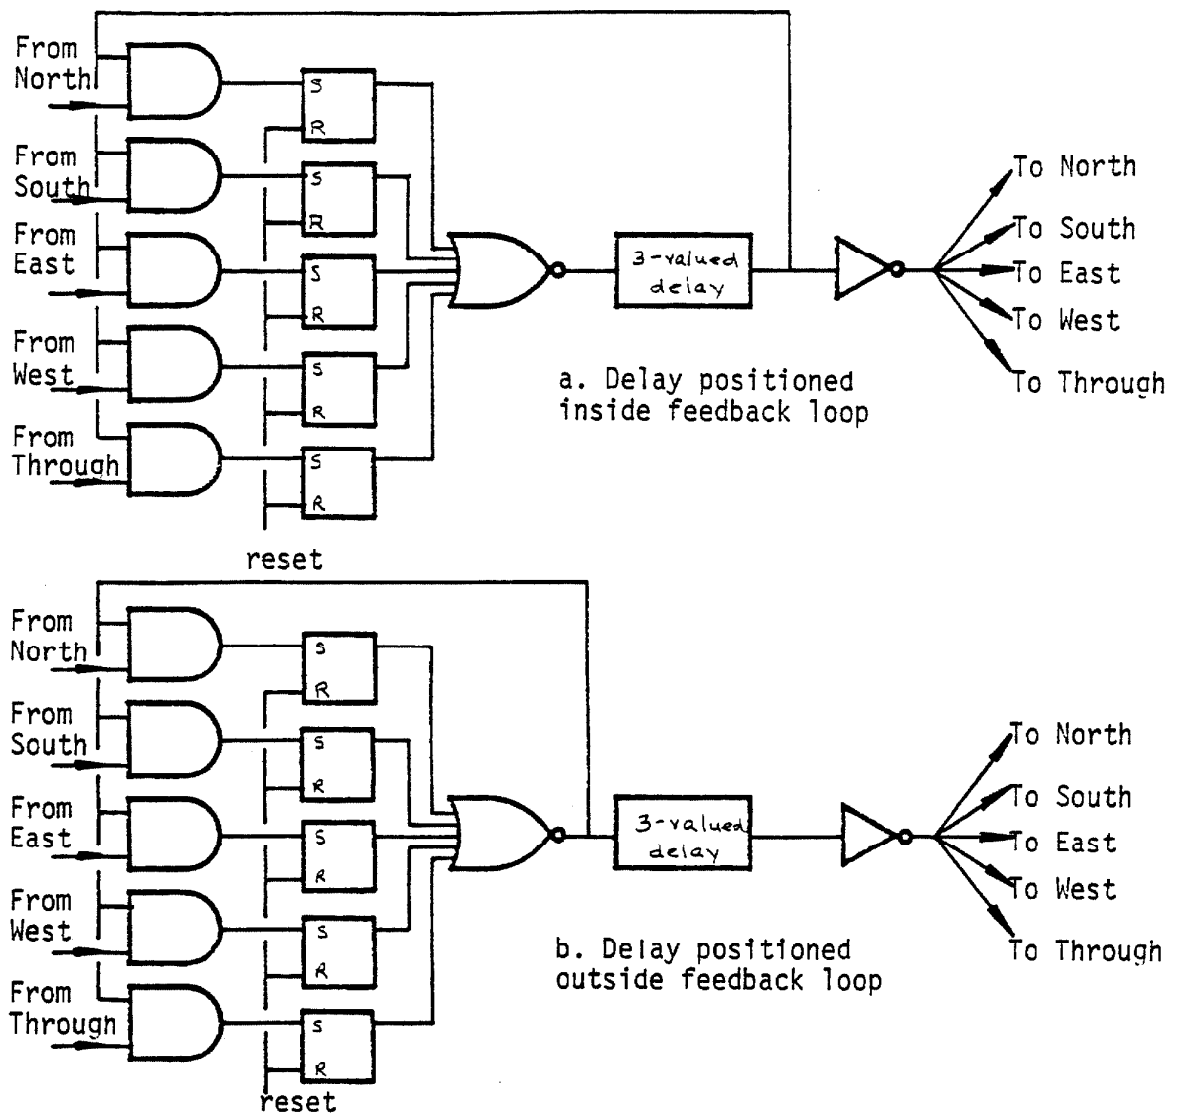 From
North
From
South
From
East
From
West
From
Through
S
R
S
R
S
R
S
R
S
R
reset
3-valued
delay
To North
To South
To East
To West
To Through
a. Delay positioned
inside feedback loop
From
North
From
South
From
East
From
West
From
Through
S
R
S
R
S
R
S
R
S
R
reset
3-valued
delay
To North
To South
To East
To West
To Through
b. Delay positioned
outside feedback loop